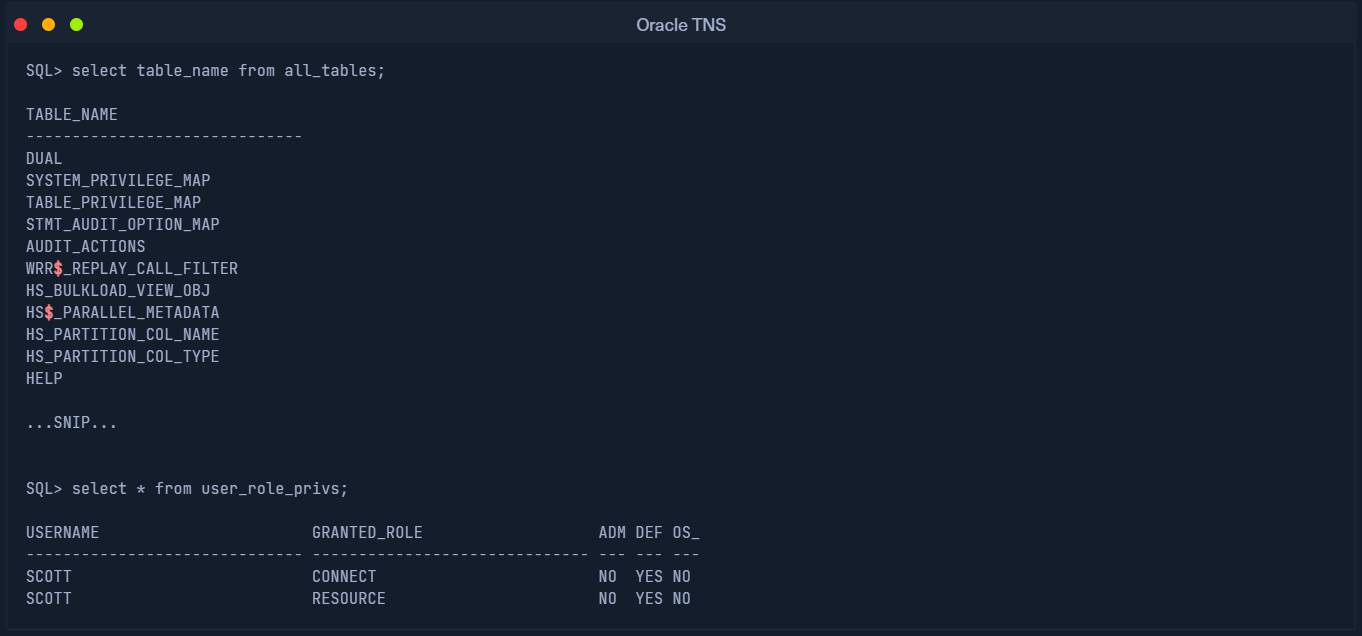 Oracle TNS
SQL> select table_name from all_tables;
TABLE_NAME
------------------------------
DUAL
SYSTEM_PRIVILEGE_MAP
TABLE_PRIVILEGE_MAP
STMT_AUDIT_OPTION_MAP
AUDIT_ACTIONS
WRR$_REPLAY_CALL_FILTER
HS_BULKLOAD_VIEW_OBJ
HS$_PARALLEL_METADATA
HS_PARTITION_COL_NAME
HS_PARTITION_COL_TYPE
HELP
...SNIP...
SQL> select * from user_role_privs;
USERNAME                       GRANTED_ROLE                   ADM DEF OS_
------------------------------ ------------------------------ --- --- ---
SCOTT                          CONNECT                        NO  YES NO
SCOTT                          RESOURCE                       NO  YES NO